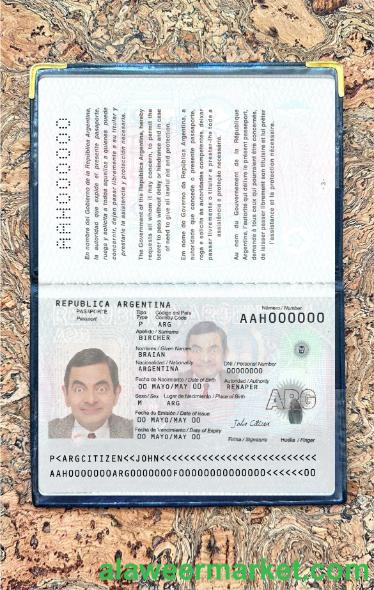 AAH000000
En nombre del Gobierno de la República Argentina,
la autoridad que expide el presente pasaporte,
ruega y solicita a todos aquellos a quienes puede
concernir, dejen pasar libremente a su titular y
prestarle la asistencia y protección necesaria.
The Government of the República Argentina hereby
requests all whom it may concern, to permit the
bearer to pass without delay or hindrance and in case
of need to give all lawful aid and protection.
Em nome do Governo da República Argentina, a
autoridade que concede o presente passaporte,
roga e solicita às autoridades competentes, deixar
passar livremente o titular e prestar-lhe toda a
assistência e proteção necessária.
Au nom du Gouvernement de la République
Argentine, l'autorité qui délivre le présent passeport,
demande à tous ceux qui peuvent être concernés,
de laisser passer librement son titulaire et lui prêter
l'assistance et la protection nécessaire.
- 3 -
REPUBLICA ARGENTINA
PASAPORTE
Passport
Tipo Código del País
Type Country Code
P ARG
Número / Number
AAH000000
Apellido / Surname
BIRCHER
Nombres / Given Names
BRAIAN
Nacionalidad / Nationality
ARGENTINA
DNI / Personal Number
00000000
Fecha de Nacimiento / Date of Birth
00 MAYO/MAY 00
Autoridad / Authority
RENAPER
Sexo / Sex Lugar de Nacimiento / Place of Birth
M ARG
ARG
Fecha de Emisión / Date of Issue
00 MAYO/MAY 00
Fecha de Vencimiento / Date of Expiry
00 MAYO/MAY 00
John Citizen
Firma / Signature Huella / Finger
P<ARGCITIZEN<<JOHN<<<<<<<<<<<<<<<<<<<<<<<<<<
AAH0000000ARG0000000F00000000000000<<<<<<00
alaweermarket.com